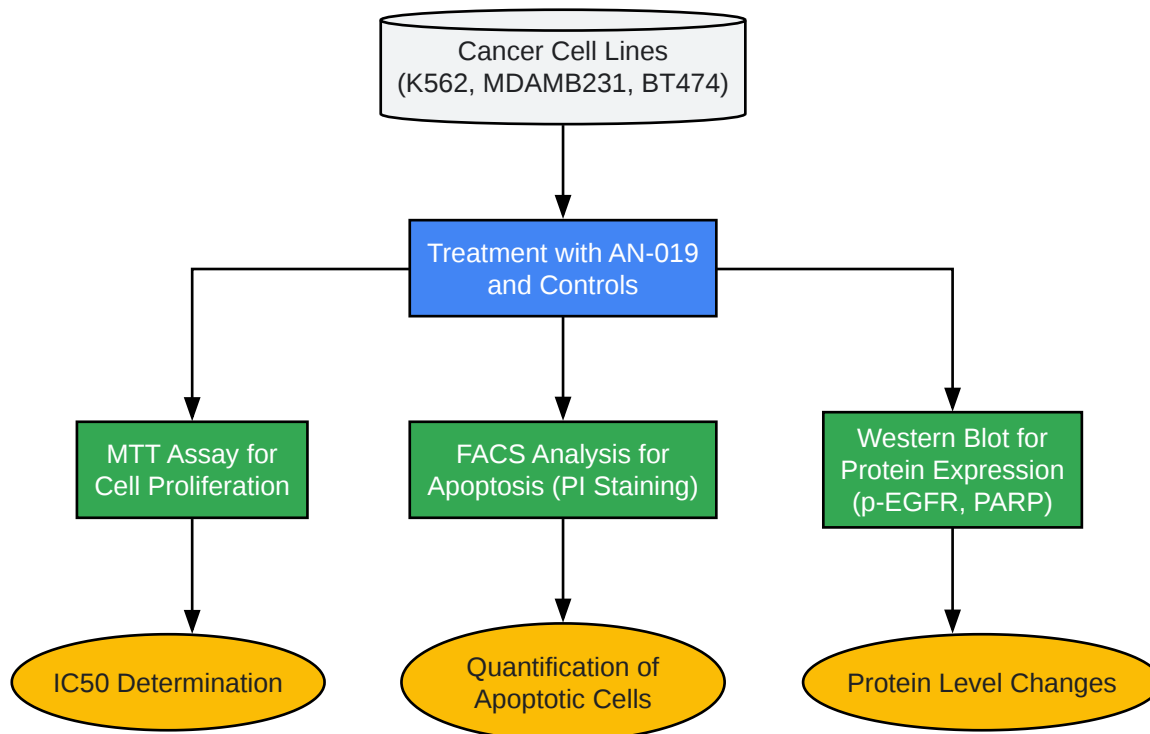 Cancer Cell Lines
(K562, MDAMB231, BT474)
Treatment with AN-019
and Controls
MTT Assay for
Cell Proliferation
FACS Analysis for
Apoptosis (PI Staining)
Western Blot for
Protein Expression
(p-EGFR, PARP)
IC50 Determination
Quantification of
Apoptotic Cells
Protein Level Changes